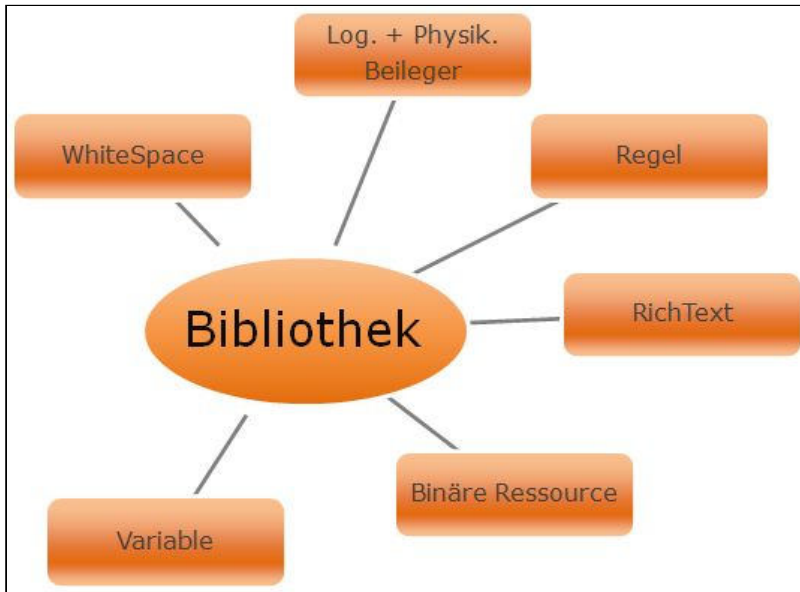 Log. + Physik.
Beileger
WhiteSpace
Regel
RichText
Bibliothek
Binäre Ressource
Variable